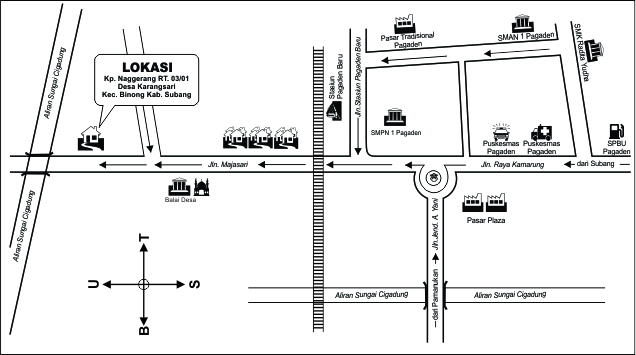 LOKASI
Kp. Naggerang RT. 03/01
Desa Karangsari
Kec. Binong Kab. Subang
Aliran Sungai Cigadung
Aliran Sungai Cigadung
Stasiun
Pagaden Baru
Jln. Stasiun Pagaden Baru
Pasar Tradisional
Pagaden
SMAN 1 Pagaden
SMK Radita Yudha
SMPN 1 Pagaden
Puskesmas
Pagaden
Puskesmas
Pagaden
SPBU
Pagaden
Jln. Majasari
Jln. Raya Kamarung
dari Subang
Balai Desa
Jln. Jend. A. Yani
Pasar Plaza
T
U
S
B
Aliran Sungai Cigadung
Aliran Sungai Cigadung
dari Pamanukan